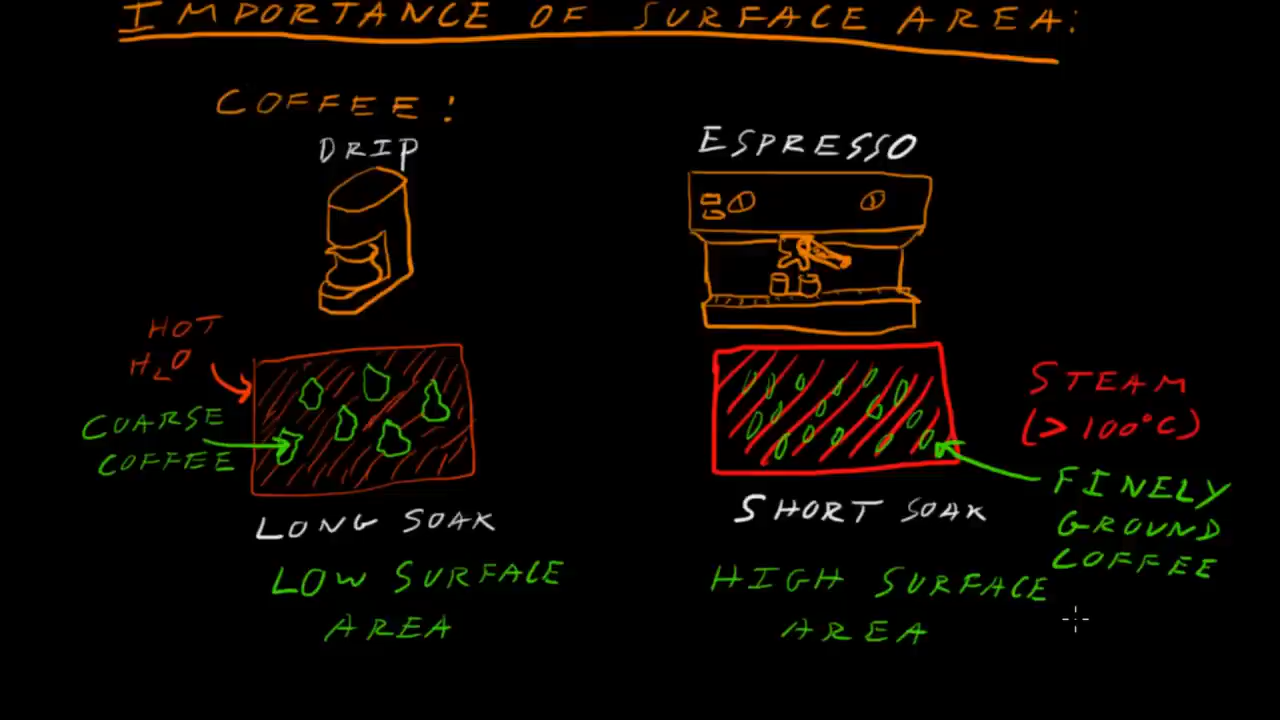 IMPORTANCE OF SURFACE AREA:
COFFEE:
DRIP
ESPRESSO
HOT
H2O
COARSE
COFFEE
STEAM
(> 100°C)
FINELY
GROUND
COFFEE
LONG SOAK
SHORT SOAK
LOW SURFACE
AREA
HIGH SURFACE
AREA